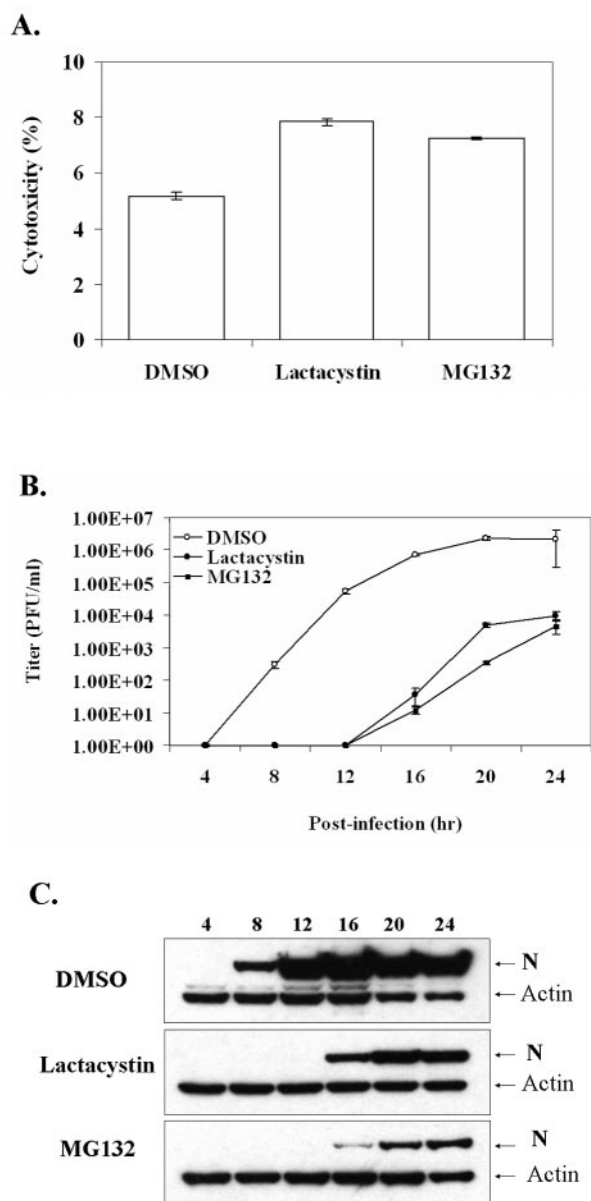 A.
10
8
6
4
2
0
Cytotoxicity (%)
DMSO Lactacystin MG132
B.
1.00E+07
1.00E+06
1.00E+05
1.00E+04
1.00E+03
1.00E+02
1.00E+01
1.00E+00
Titer (PFU/ml)
DMSO
Lactacystin
MG132
4 8 12 16 20 24
Post-infection (hr)
C.
4 8 12 16 20 24
DMSO
N
Actin
Lactacystin
N
Actin
MG132
N
Actin